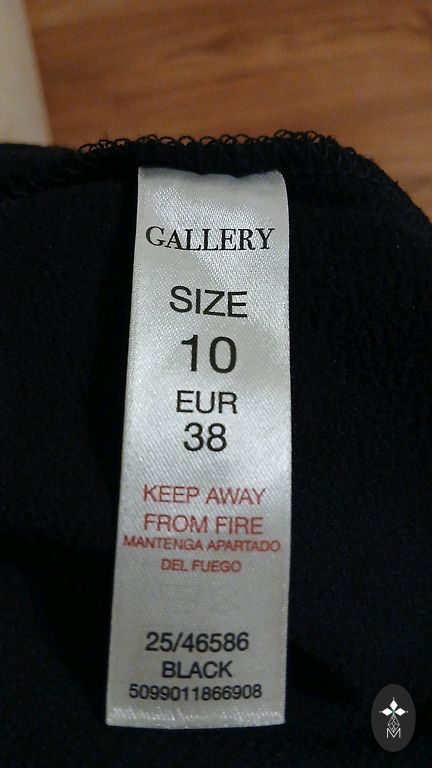 GALLERY
SIZE
10
EUR
38
KEEP AWAY
FROM FIRE
MANTENGA APARTADO
DEL FUEGO
25/46586
BLACK
5099011866908
M